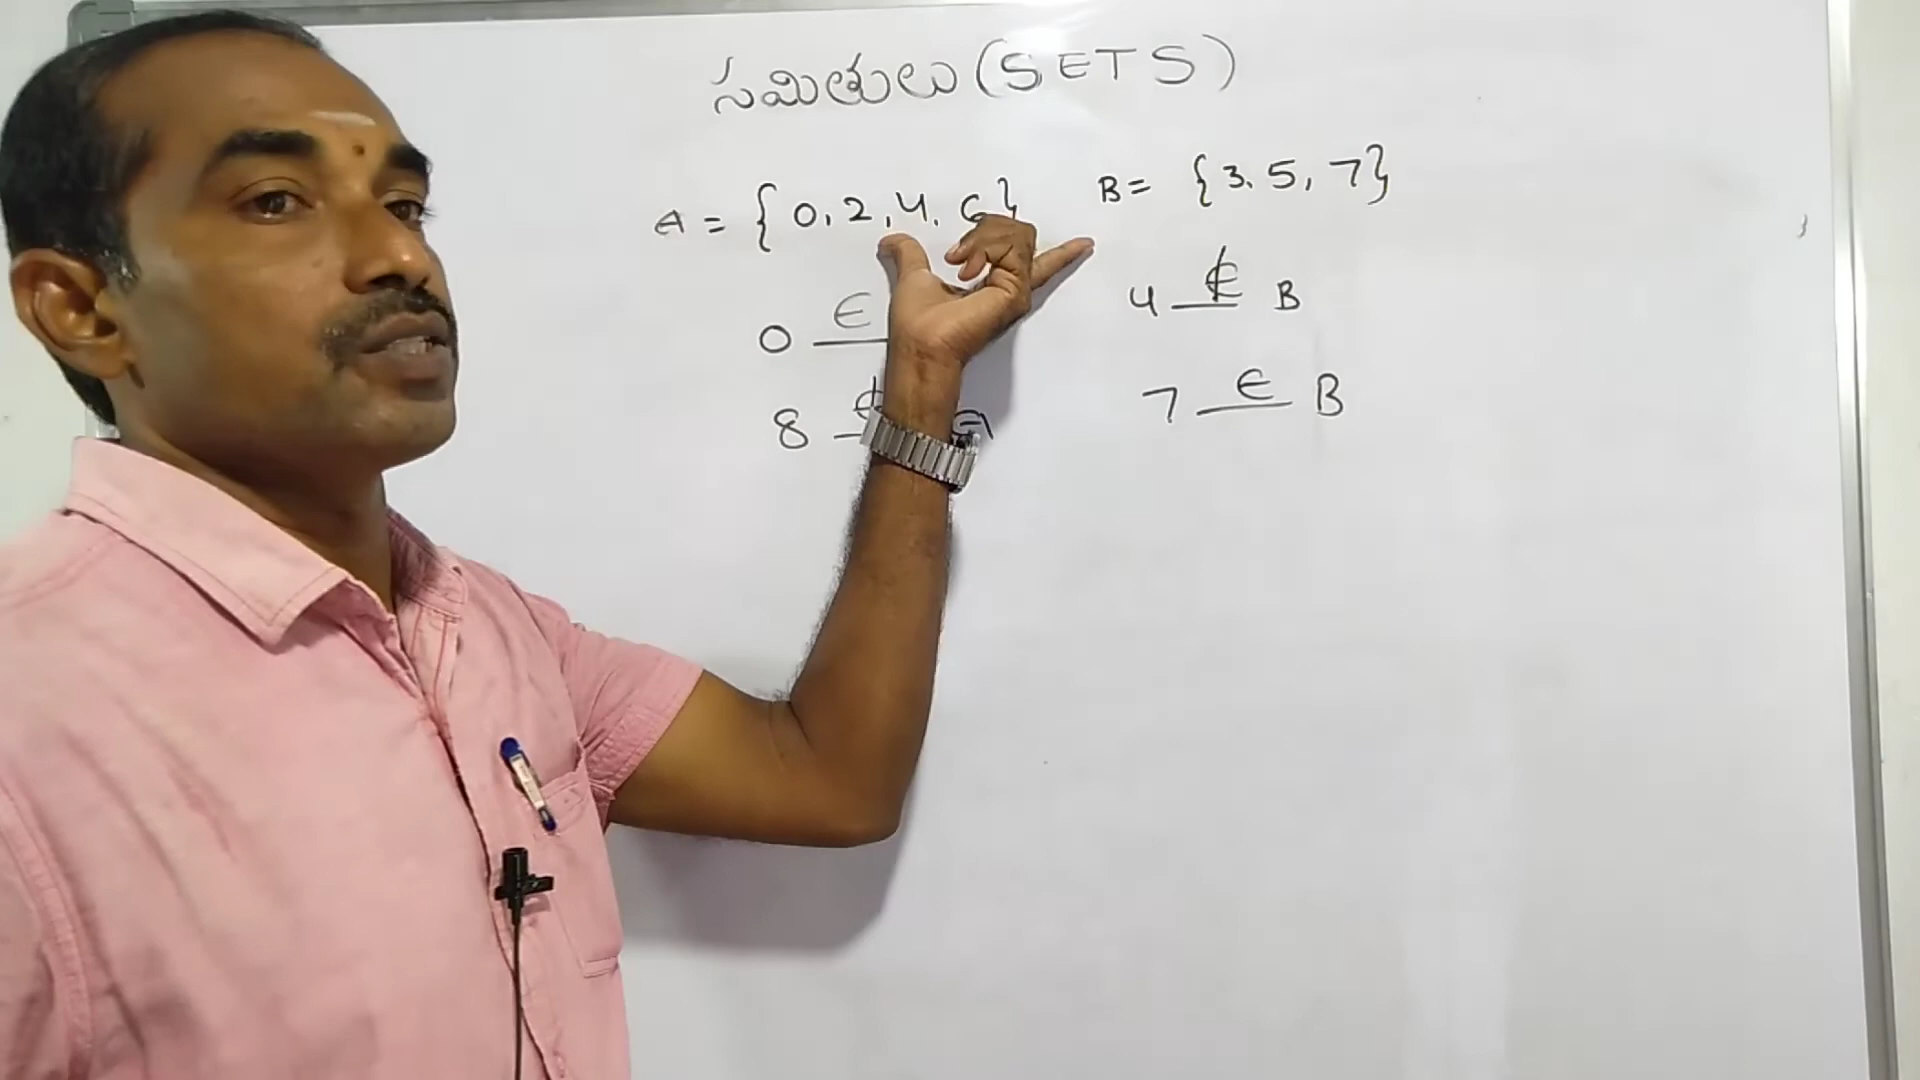 సమితులు (SETS)
A = {0, 2, 4, 6} B = {3, 5, 7}
0 ∈
4 ∉ B
8 ∉ A
7 ∈ B